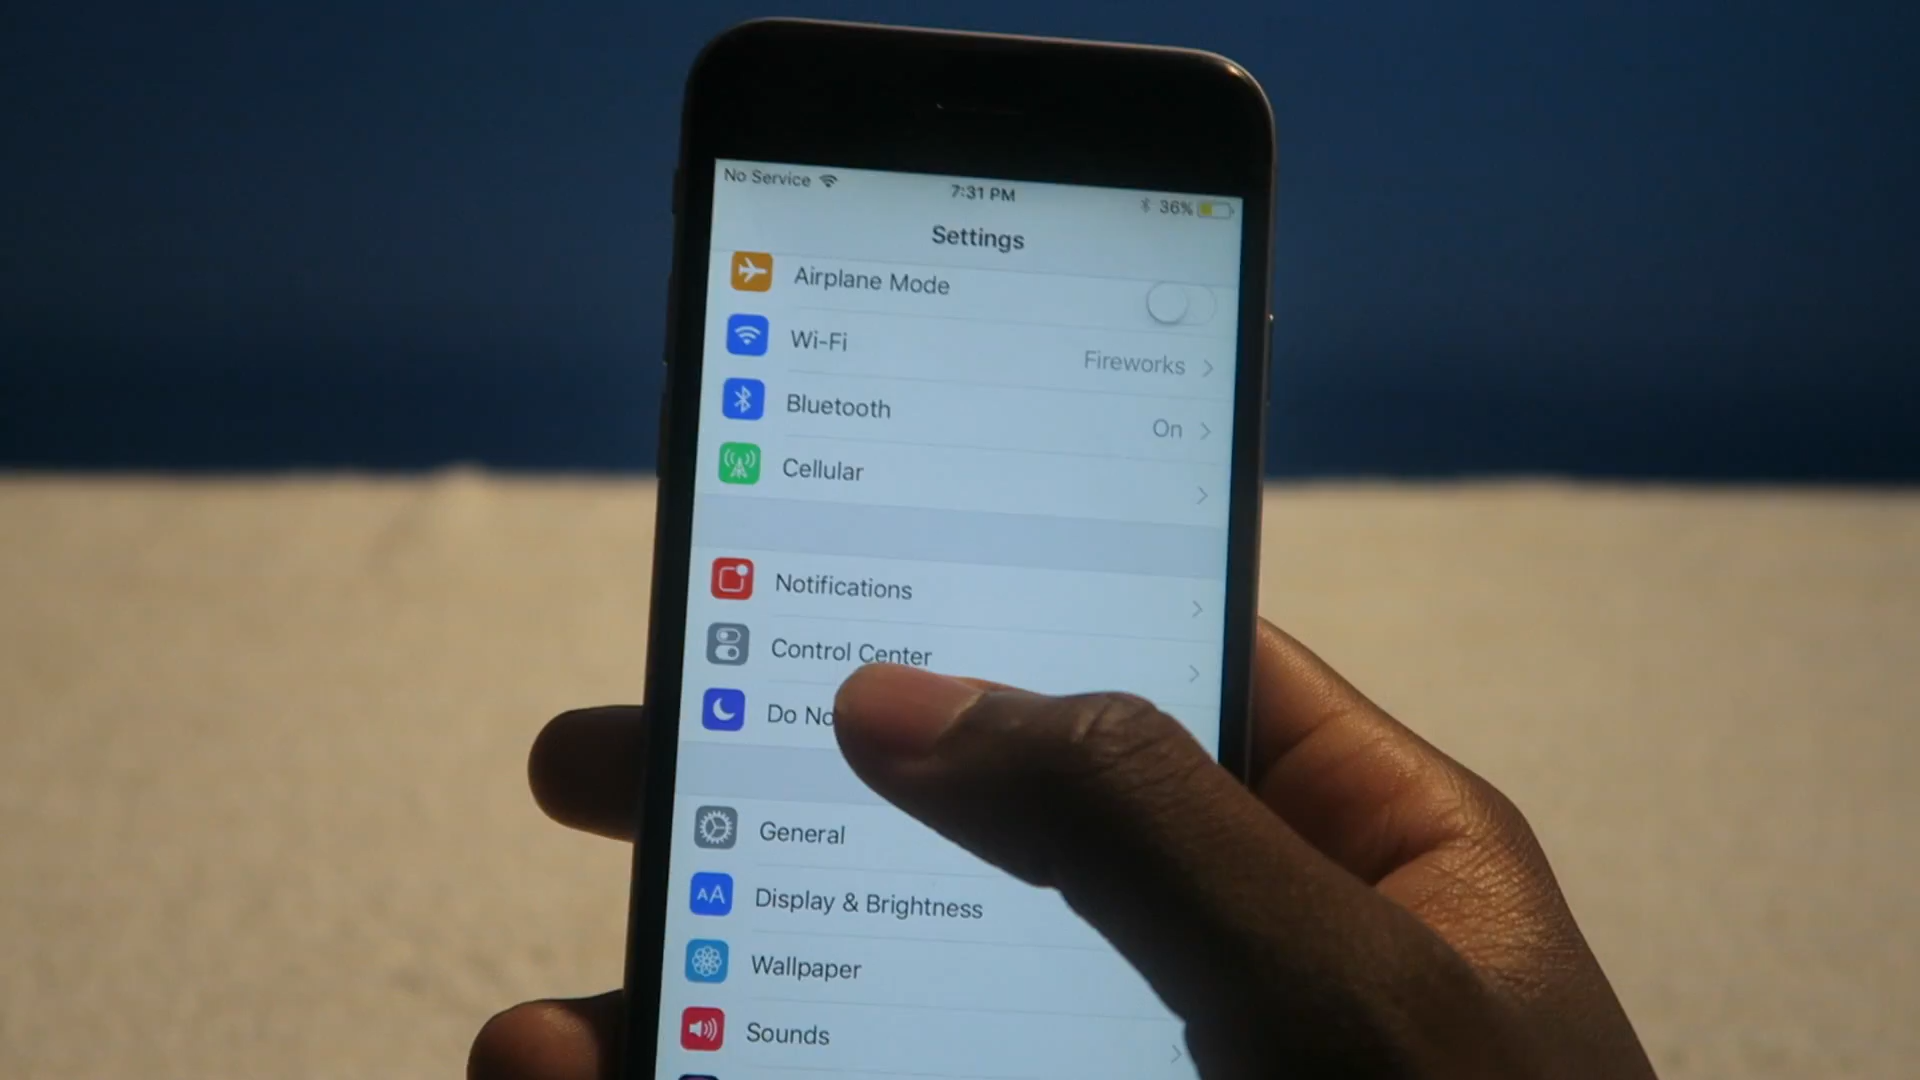 No Service
7:31 PM
36%
Settings
Airplane Mode
Wi-Fi
Fireworks
Bluetooth
On
Cellular
Notifications
Control Center
Do No
General
AA
Display & Brightness
Wallpaper
Sounds